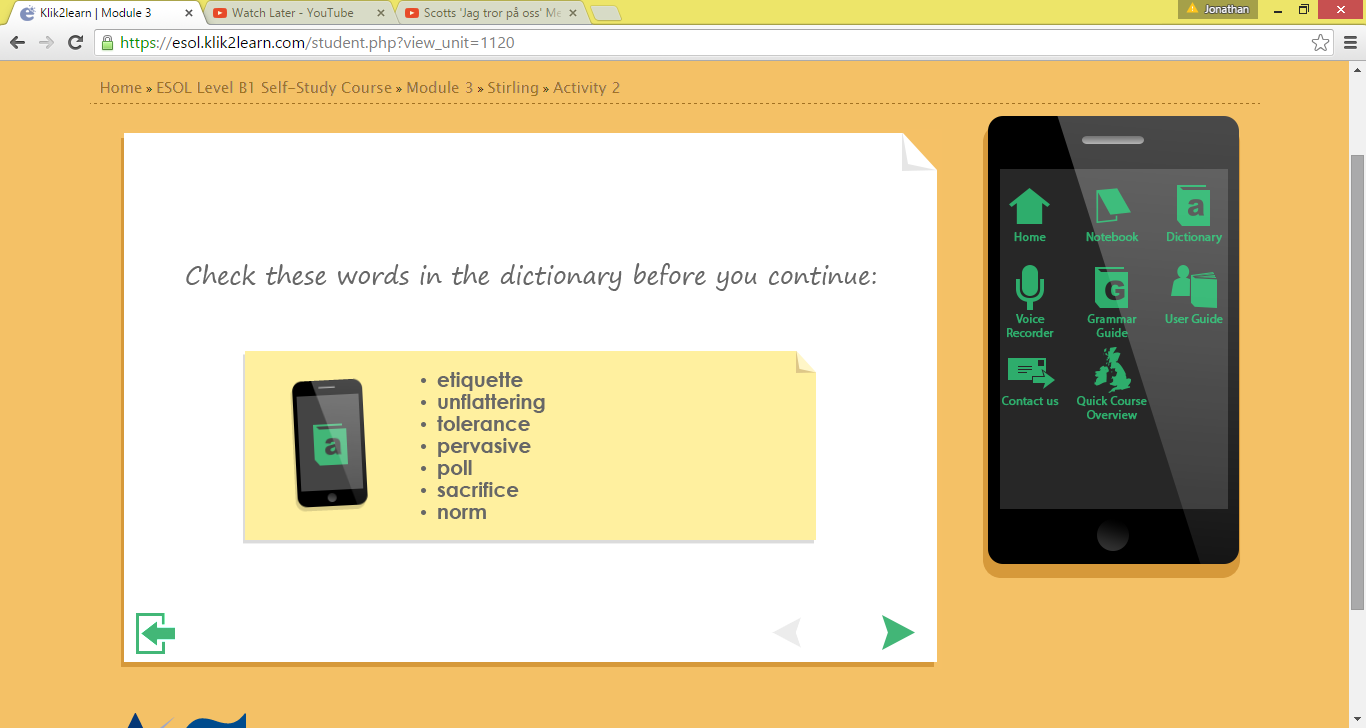 Klik2learn | Module 3
Watch Later - YouTube
Scotts 'Jag tror på oss' Me
Jonathan
https://esol.klik2learn.com/student.php?view_unit=1120
Home » ESOL Level B1 Self-Study Course » Module 3 » Stirling » Activity 2
Check these words in the dictionary before you continue:
a
• etiquette
• unflattering
• tolerance
• pervasive
• poll
• sacrifice
• norm
a
Home
Notebook
Dictionary
G
Voice
Recorder
Grammar
Guide
User Guide
Contact us
Quick Course
Overview